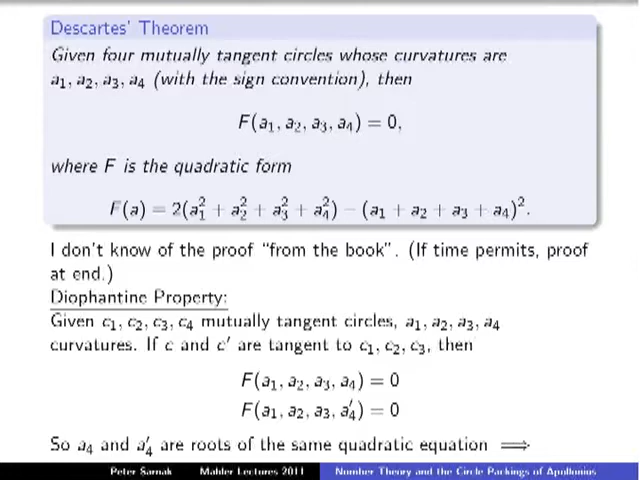 Descartes' Theorem
Given four mutually tangent circles whose curvatures are
a₁, a₂, a₃, a₄ (with the sign convention), then
F(a₁, a₂, a₃, a₄) = 0,
where F is the quadratic form
F(a) = 2(a₁² + a₂² + a₃² + a₄²) − (a₁ + a₂ + a₃ + a₄)².
I don't know of the proof "from the book". (If time permits, proof
at end.)
Diophantine Property:
Given c₁, c₂, c₃, c₄ mutually tangent circles, a₁, a₂, a₃, a₄
curvatures. If c and c′ are tangent to c₁, c₂, c₃, then
F(a₁, a₂, a₃, a₄) = 0
F(a₁, a₂, a₃, a₄′) = 0
So a₄ and a₄′ are roots of the same quadratic equation ⟹
Peter Sarnak Mahler Lectures 2011 Number Theory and the Circle Packings of Apollonius